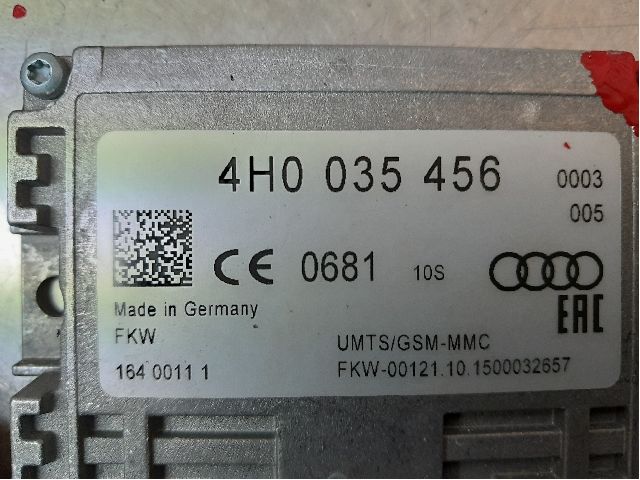 4H0 035 456 0003
005
CE 0681 10S
EAC
Made in Germany
FKW UMTS/GSM-MMC
164 0011 1 FKW-00121.10.1500032657